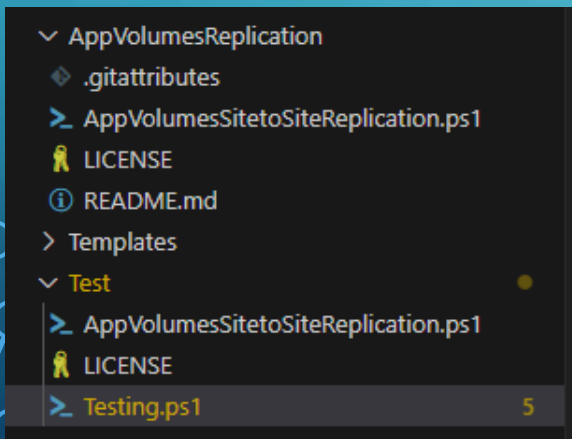 AppVolumesReplication
.gitattributes
AppVolumesSitetoSiteReplication.ps1
LICENSE
README.md
Templates
Test
AppVolumesSitetoSiteReplication.ps1
LICENSE
Testing.ps1 5